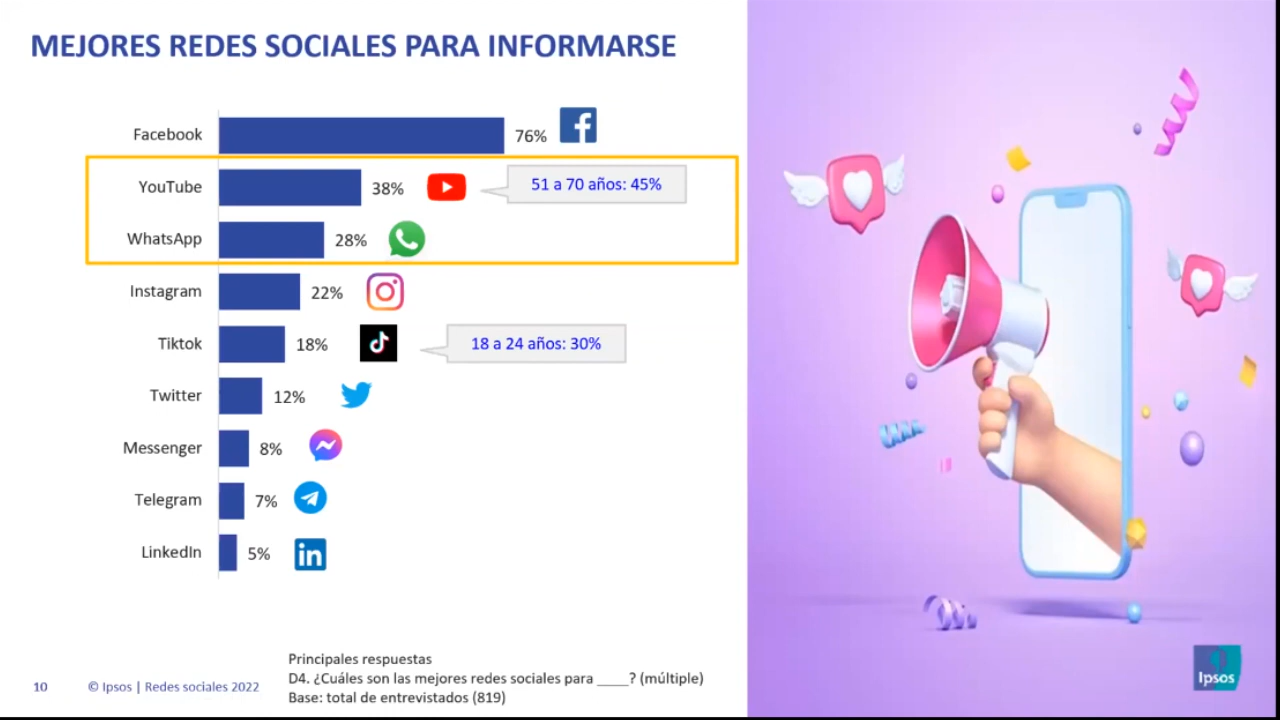 MEJORES REDES SOCIALES PARA INFORMARSE
Facebook 76%
YouTube 38% 51 a 70 años: 45%
WhatsApp 28%
Instagram 22%
Tiktok 18% 18 a 24 años: 30%
Twitter 12%
Messenger 8%
Telegram 7%
LinkedIn 5%
Principales respuestas
D4. ¿Cuáles son las mejores redes sociales para ____? (múltiple)
Base: total de entrevistados (819)
10 © Ipsos | Redes sociales 2022
Ipsos